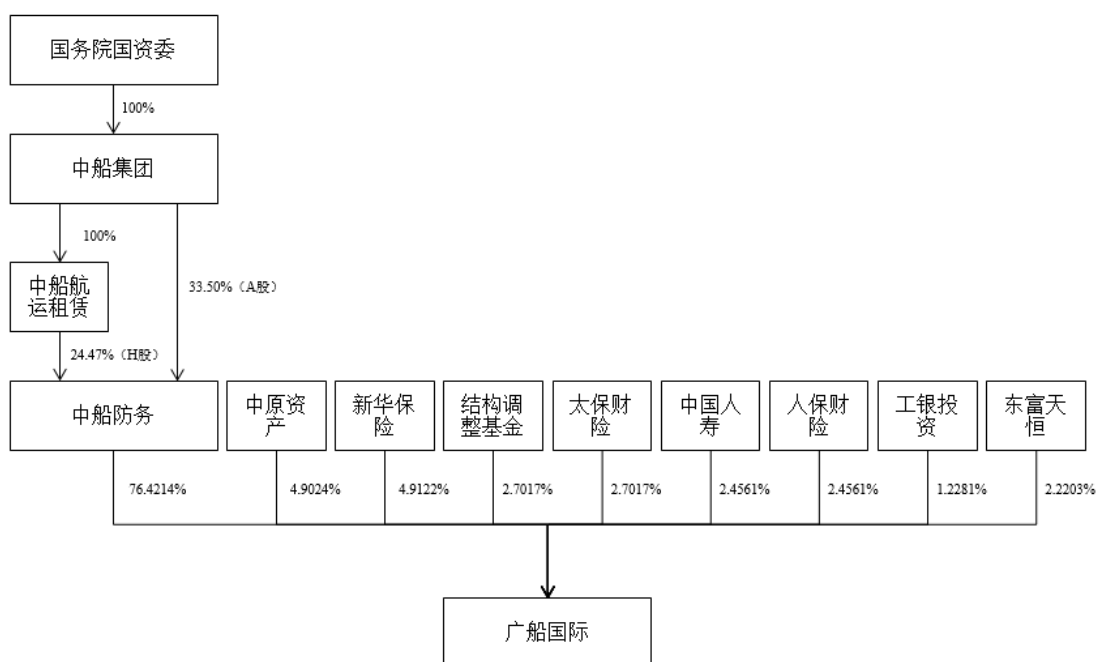 国务院国资委
100%
中船集团
100%
中船航
运租赁
33.50%（A股）
24.47%（H股）
中船防务
中原资
产
新华保
险
结构调
整基金
太保财
险
中国人
寿
人保财
险
工银投
资
东富天
恒
76.4214%
4.9024%
4.9122%
2.7017%
2.7017%
2.4561%
2.4561%
1.2281%
2.2203%
广船国际